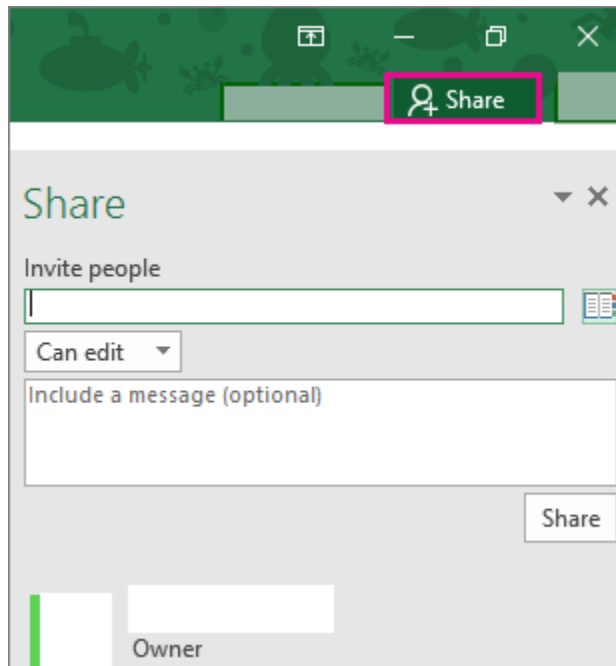 Share
Share
Invite people
Can edit
Include a message (optional)
Share
Owner